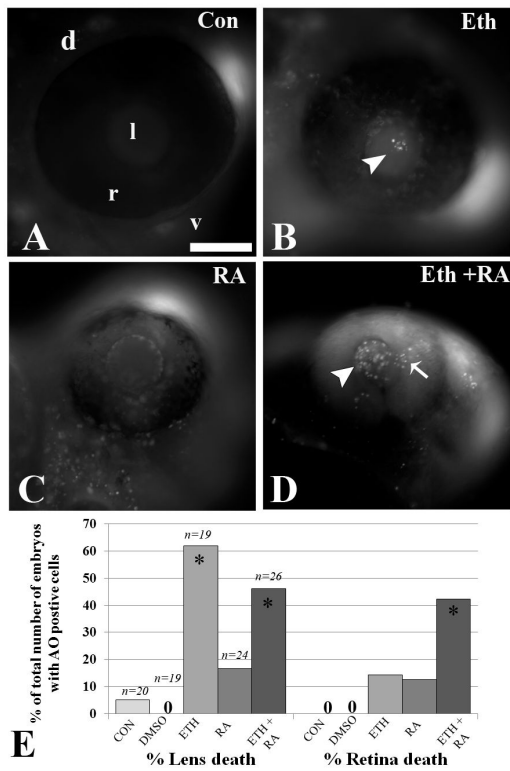 Con
d
l
r
v
A
Eth
B
RA
C
Eth +RA
D
% of total number of embryos
with AO postive cells
70
60
50
40
30
20
10
0
n=20
n=19
0
n=19
*
n=24
n=26
*
0
0
*
CON
DMSO
ETH
RA
ETH +
RA
CON
DMSO
ETH
RA
ETH +
RA
E
% Lens death
% Retina death